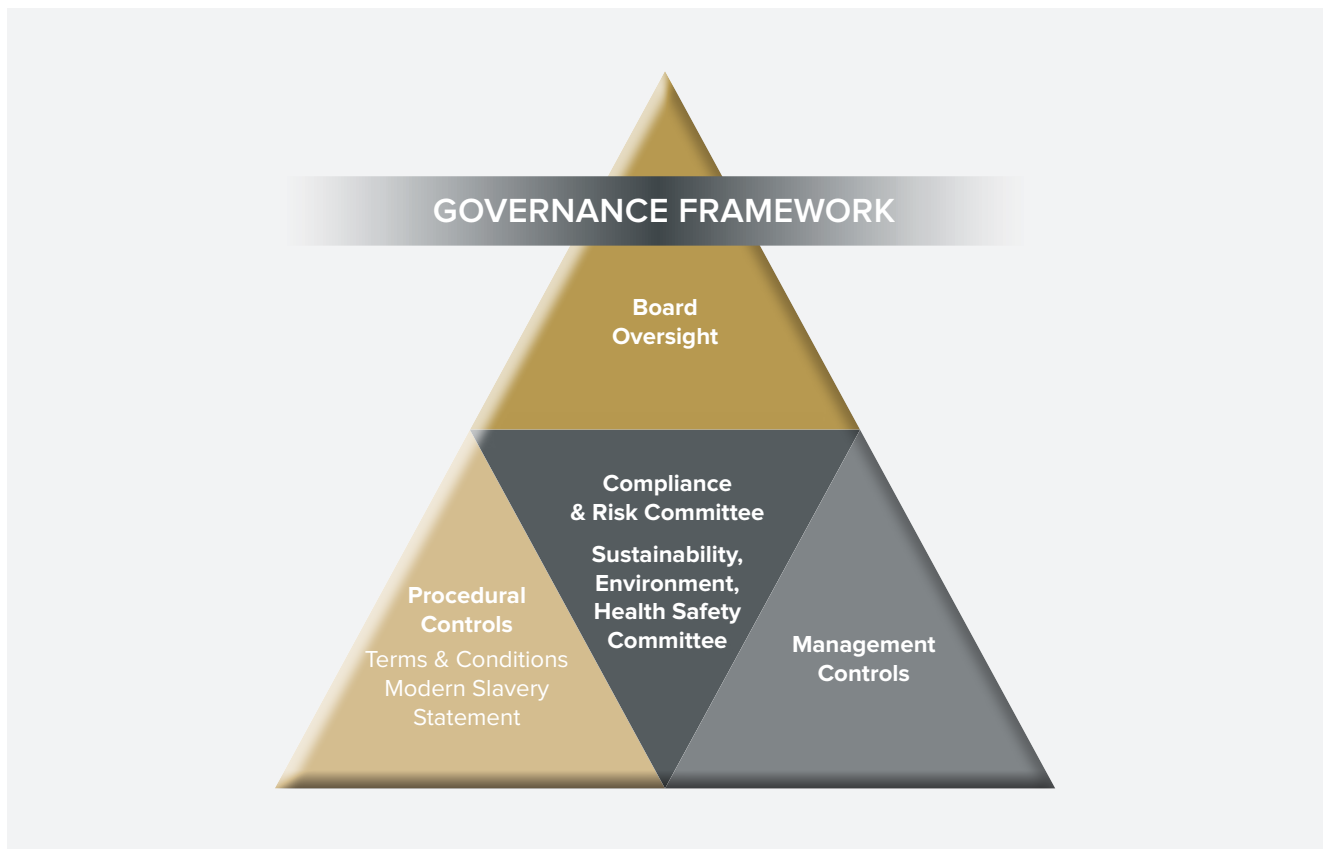 GOVERNANCE FRAMEWORK
Board
Oversight
Compliance
& Risk Committee
Sustainability,
Environment,
Health Safety
Committee
Procedural
Controls
Terms & Conditions
Modern Slavery
Statement
Management
Controls